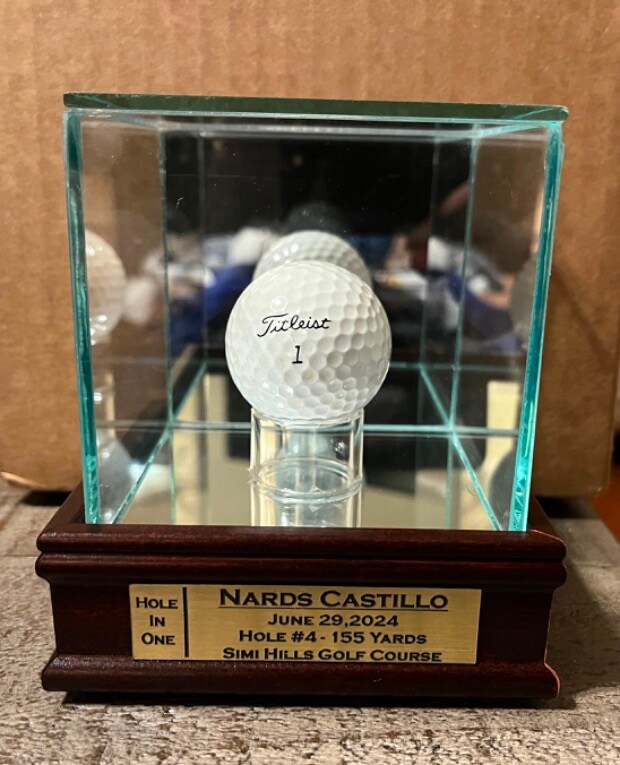 Titleist
1
HOLE
IN
ONE
NARDS CASTILLO
JUNE 29,2024
HOLE #4 - 155 YARDS
SIMI HILLS GOLF COURSE